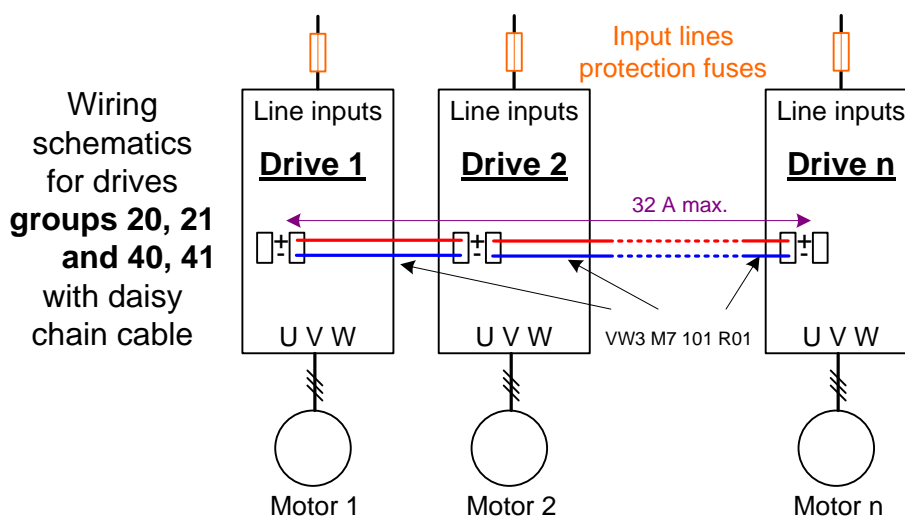 Input lines
protection fuses
Wiring
schematics
for drives
groups 20, 21
and 40, 41
with daisy
chain cable
Line inputs
Drive 1
+
-
U V W
Motor 1
Line inputs
Drive 2
+
-
U V W
Motor 2
32 A max.
VW3 M7 101 R01
Line inputs
Drive n
+
-
U V W
Motor n